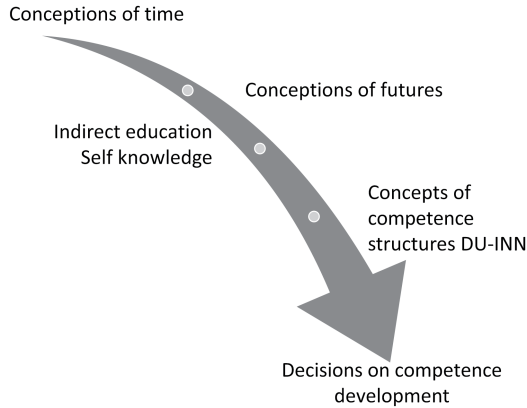 Conceptions of time
Conceptions of futures
Indirect education
Self knowledge
Concepts of
competence
structures DU-INN
Decisions on competence
development